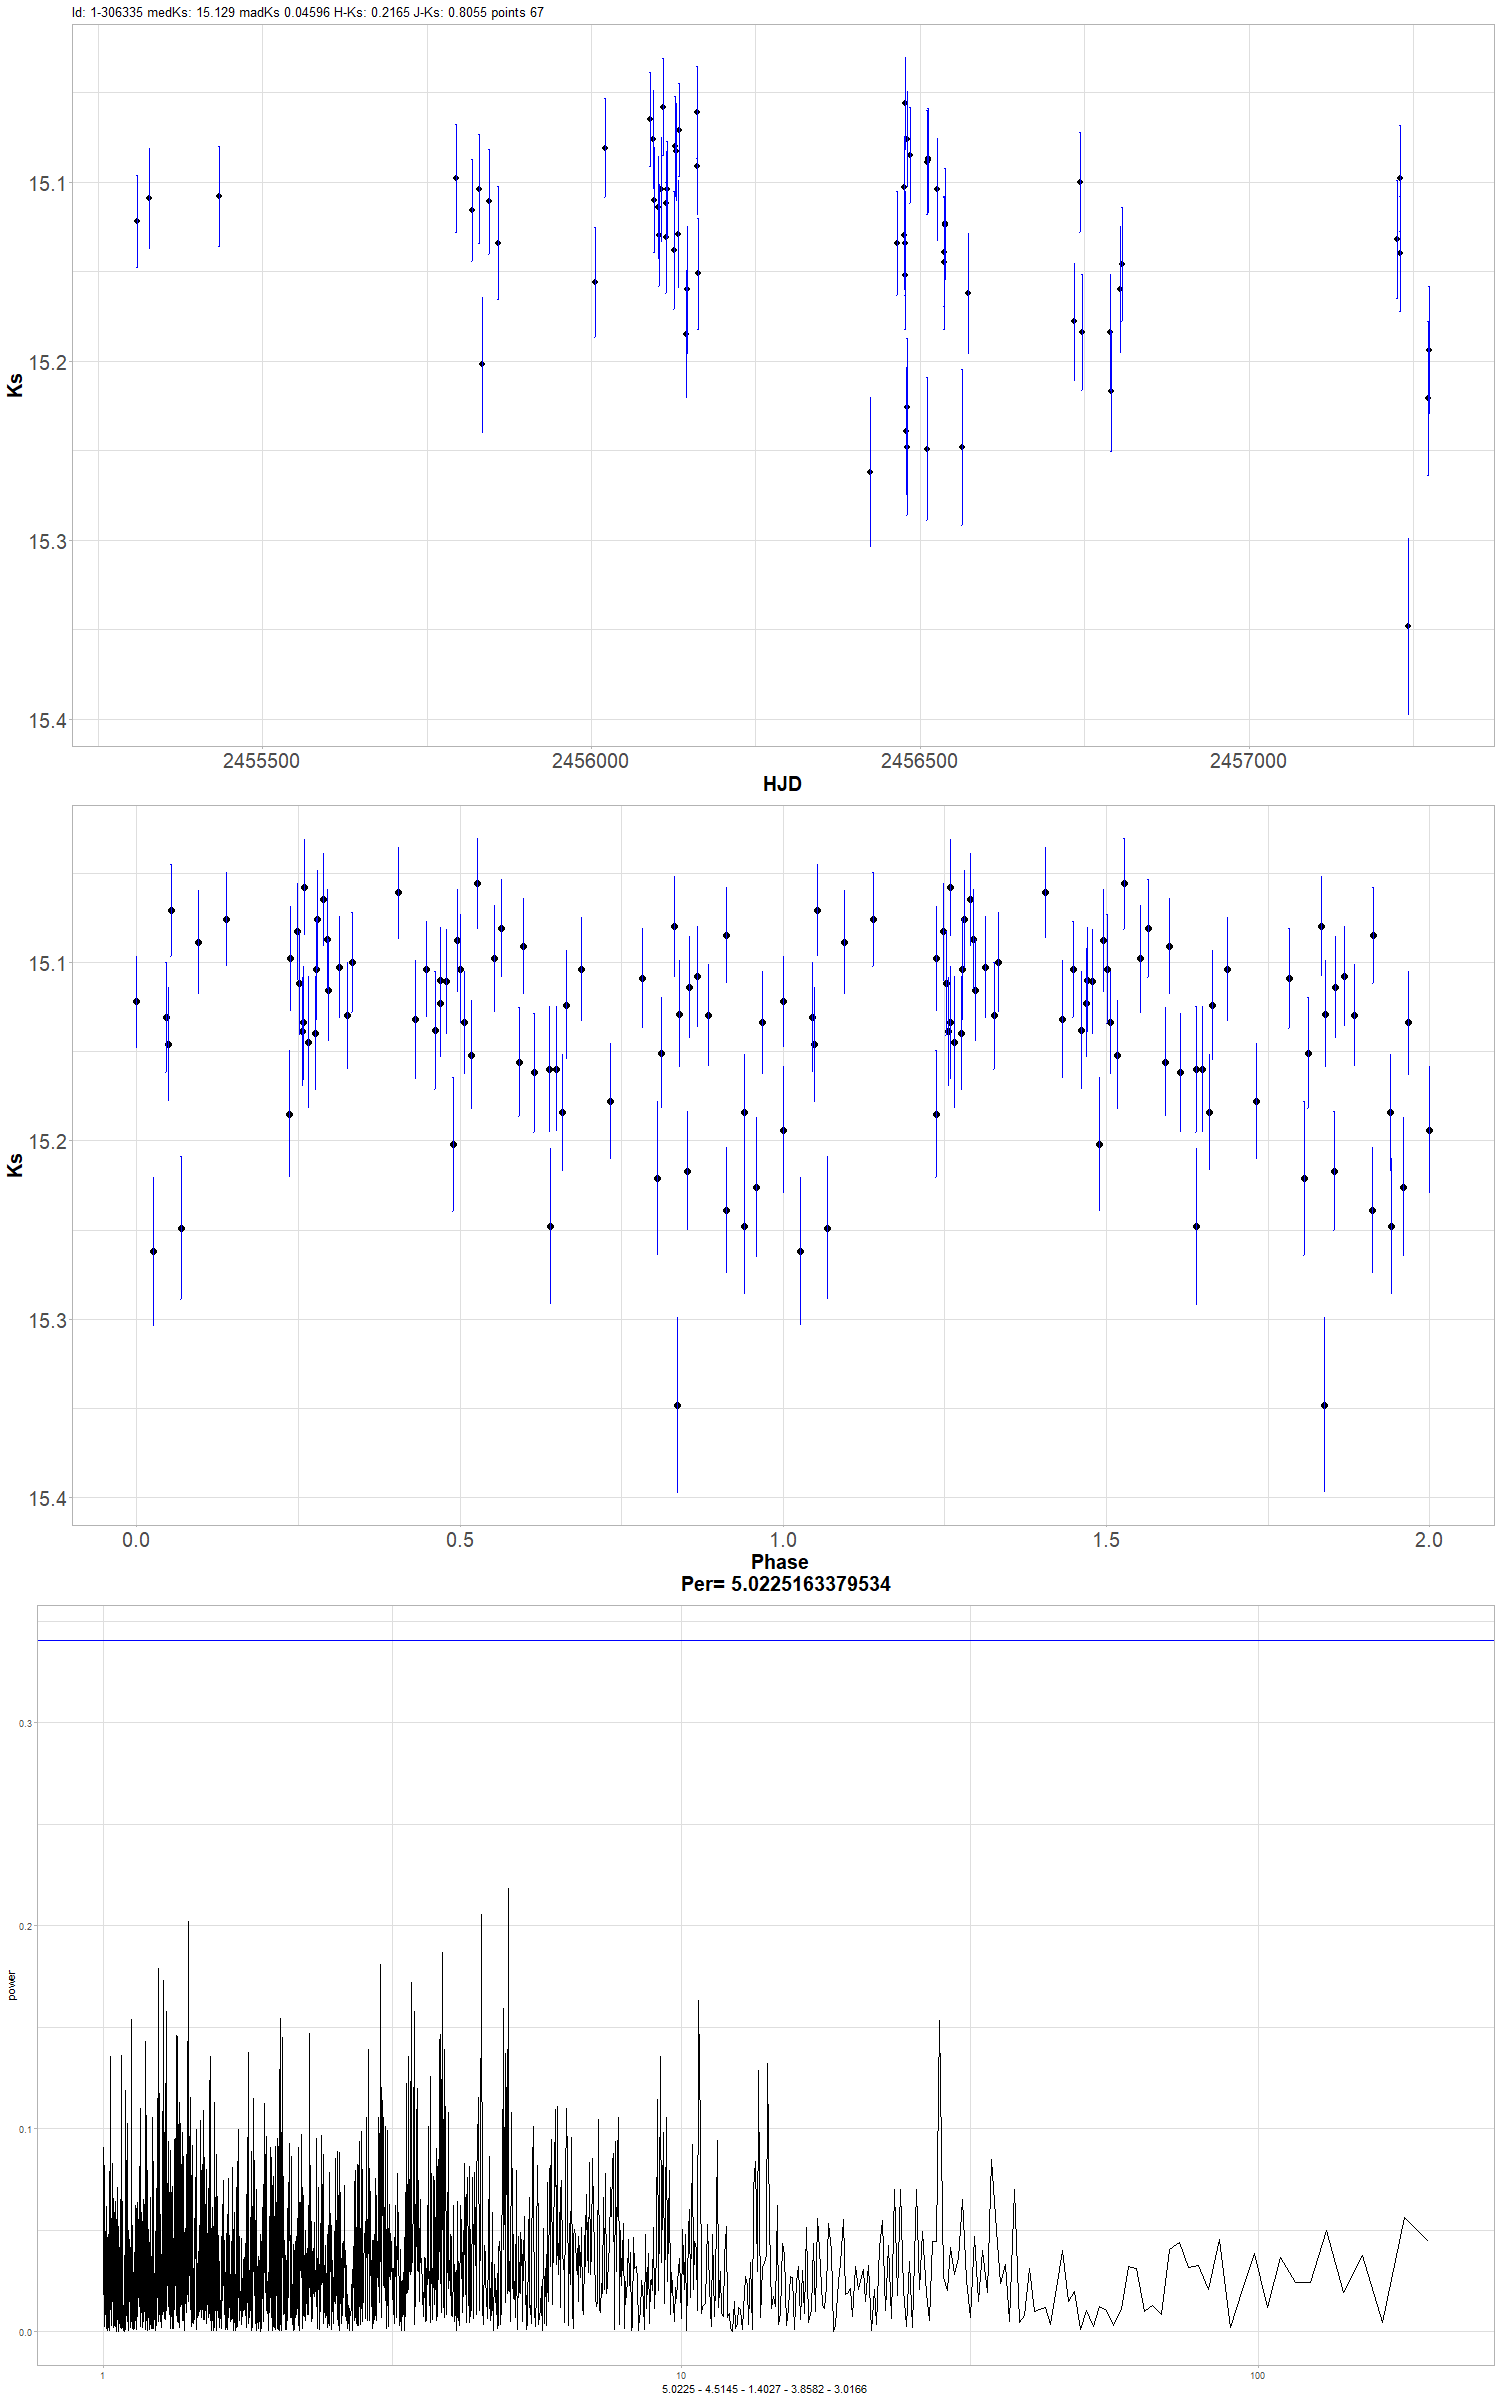 Id: 1-306335 medKs: 15.129 madKs 0.04596 H-Ks: 0.2165 J-Ks: 0.8055 points 67
15.1
15.2
15.3
15.4
Ks
2455500 2456000 2456500 2457000
HJD
15.1
15.2
15.3
15.4
Ks
0.0 0.5 1.0 1.5 2.0
Phase
Per= 5.0225163379534
0.3
0.2
0.1
0.0
power
1 10 100
5.0225 - 4.5145 - 1.4027 - 3.8582 - 3.0166